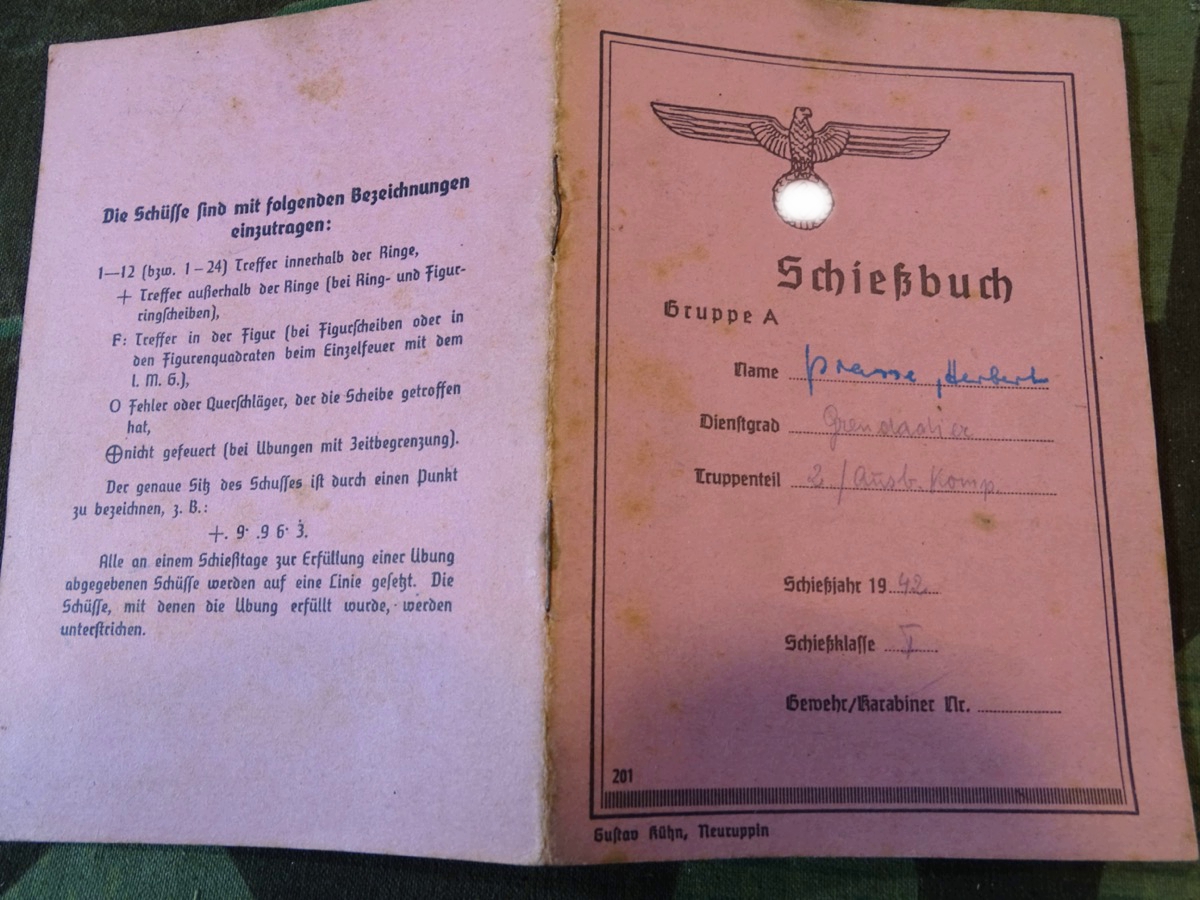 Die Schüsse sind mit folgenden Bezeichnungen
einzutragen:
1—12 (bzw. 1–24) Treffer innerhalb der Ringe,
+ Treffer außerhalb der Ringe (bei Ring- und Figur-
ringscheiben),
F: Treffer in der Figur (bei Figurscheiben oder in
den Figurenquadraten beim Einzelfeuer mit dem
l. M. G.),
O Fehler oder Querschläger, der die Scheibe getroffen
hat,
⊕ nicht gefeuert (bei Übungen mit Zeitbegrenzung).
Der genaue Sitz des Schusses ist durch einen Punkt
zu bezeichnen, z. B.:
+. 9· .9 6· 3̇.
Alle an einem Schießtage zur Erfüllung einer Übung
abgegebenen Schüsse werden auf eine Linie gesetzt. Die
Schüsse, mit denen die Übung erfüllt wurde, werden
unterstrichen.
Schießbuch
Gruppe A
Name , Herbert
Dienstgrad Grendadier
Truppenteil 2./Ausb. Komp.
Schießjahr 1942.
Schießklasse
Gewehr/Karabiner Nr.
201
Gustav Kühn, Neuruppin